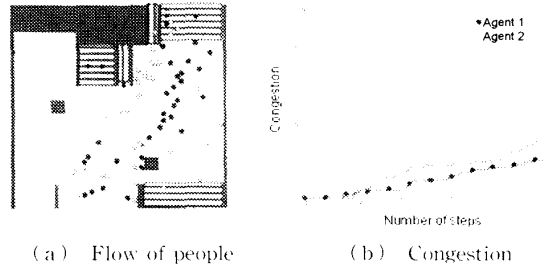 Agent 1
Agent 2
Congestion
Number of steps
(a) Flow of people
(b) Congestion